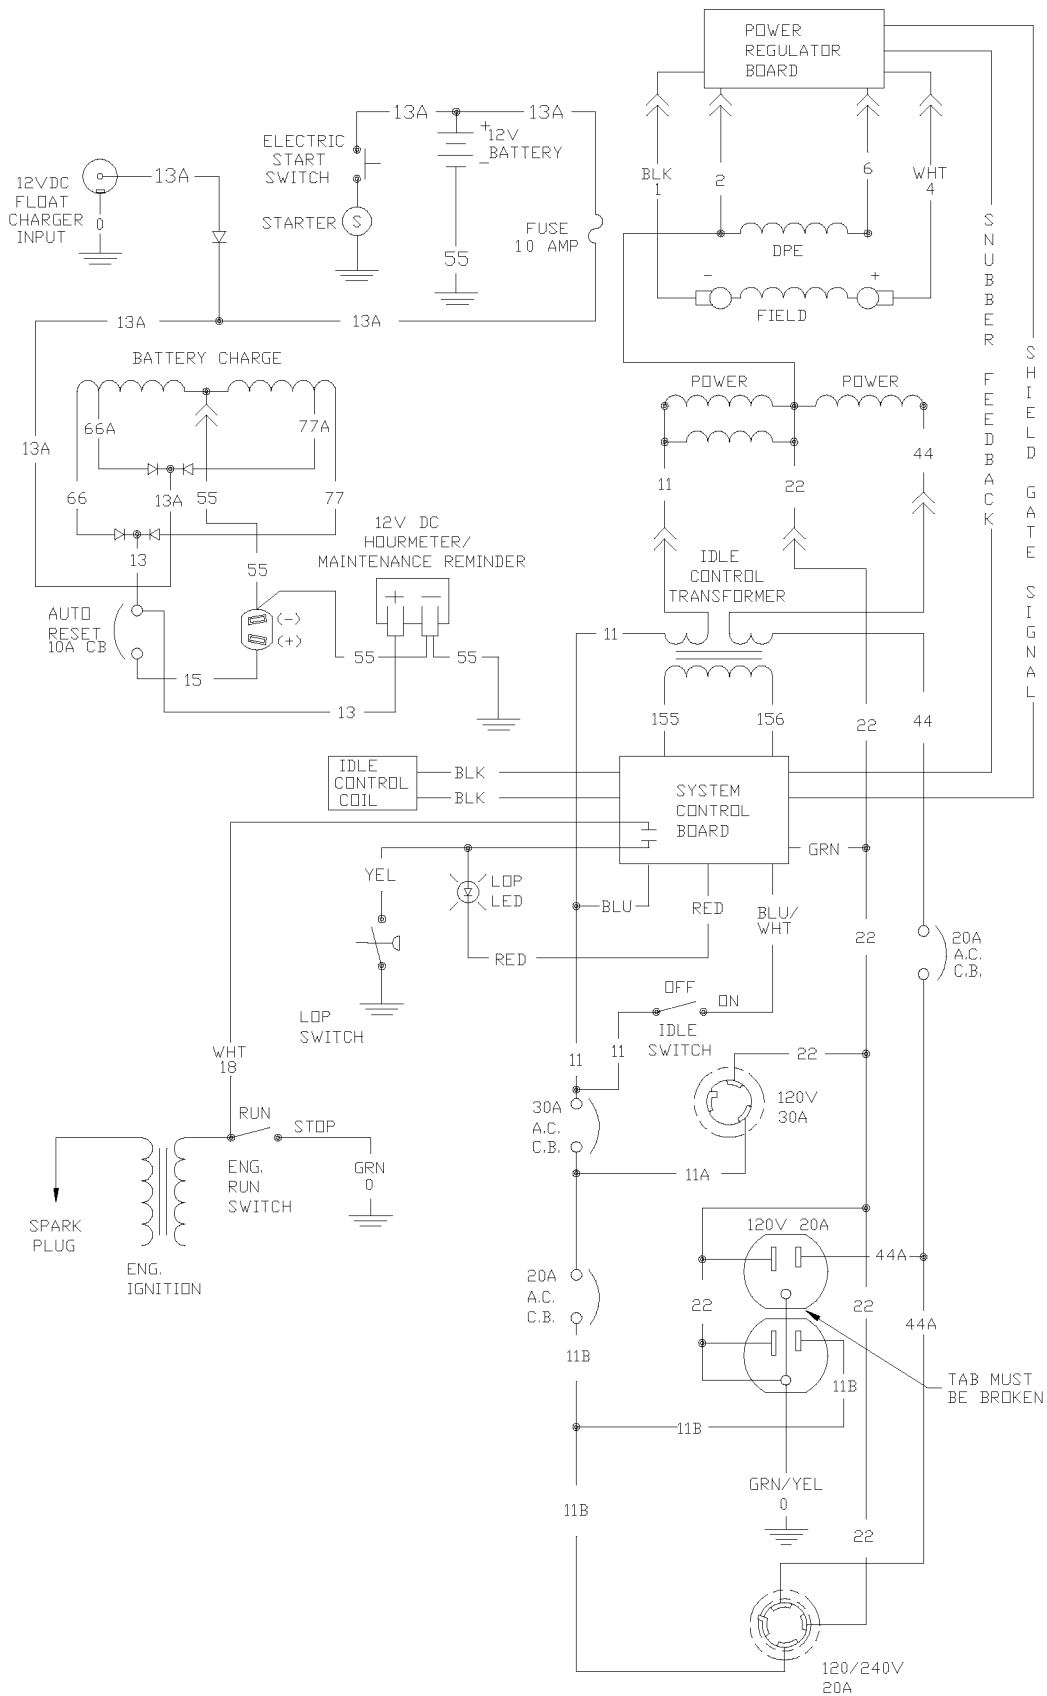 POWER
REGULATOR
BOARD
13A
13A
+
12V
BATTERY
-
ELECTRIC
START
SWITCH
STARTER
S
55
FUSE
10 AMP
12VDC
FLOAT
CHARGER
INPUT
13A
0
BLK
1
2
6
WHT
4
DPE
-
+
FIELD
SNUBBER FEEDBACK
SHIELD GATE SIGNAL
13A
13A
BATTERY CHARGE
66A
77A
13A
66
13A
55
77
13
55
POWER
POWER
11
22
44
12V DC
HOURMETER/
MAINTENANCE REMINDER
+
-
IDLE
CONTROL
TRANSFORMER
AUTO
RESET
10A CB
(-)
(+)
55
55
15
13
11
155
156
22
44
IDLE
CONTROL
COIL
BLK
BLK
SYSTEM
CONTROL
BOARD
GRN
YEL
LOP
LED
BLU
RED
BLU/
WHT
RED
22
20A
A.C.
C.B.
LOP
SWITCH
OFF
ON
IDLE
SWITCH
WHT
18
11
11
22
120V
30A
30A
A.C.
C.B.
RUN
STOP
ENG.
RUN
SWITCH
GRN
0
11A
SPARK
PLUG
ENG.
IGNITION
120V 20A
44A
20A
A.C.
C.B.
22
22
44A
11B
11B
TAB MUST
BE BROKEN
11B
GRN/YEL
0
11B
22
120/240V
20A